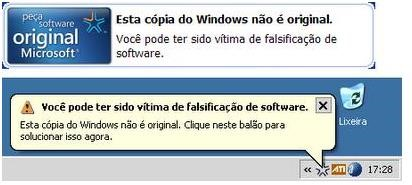 peça software
original
Microsoft
Esta cópia do Windows não é original.
Você pode ter sido vítima de falsificação de
software.
Você pode ter sido vítima de falsificação de software.
Esta cópia do Windows não é original. Clique neste balão para
solucionar isso agora.
Lixeira
« ATI 17:28